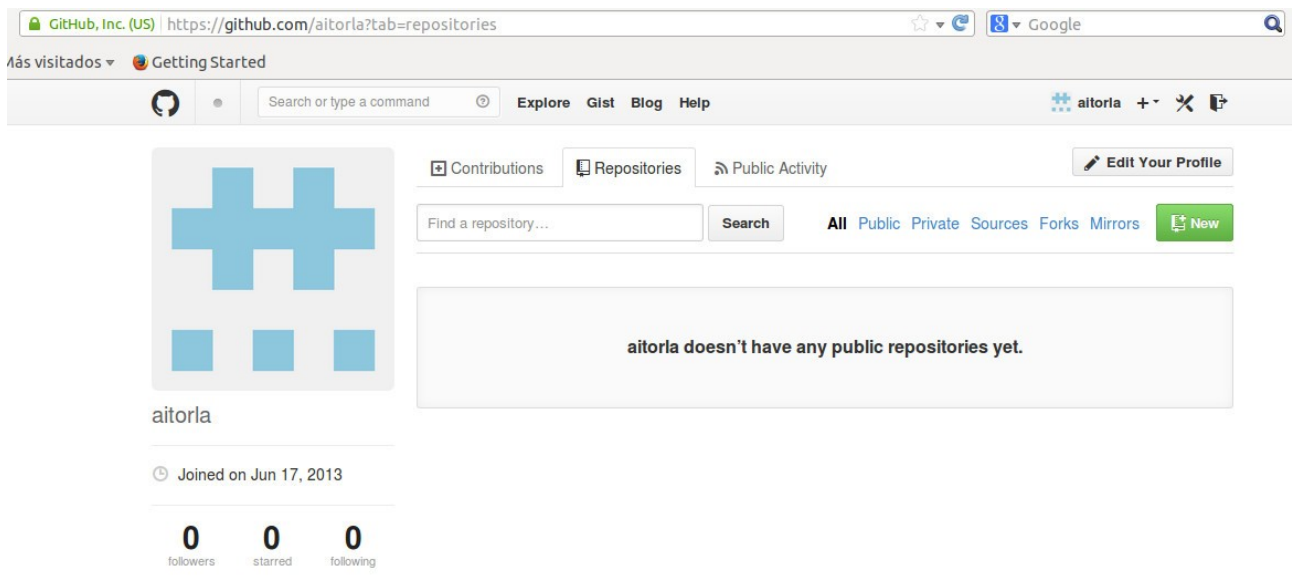 GitHub, Inc. (US) https://github.com/aitorla?tab=repositories Google
Más visitados Getting Started
Search or type a command Explore Gist Blog Help aitorla
Contributions Repositories Public Activity Edit Your Profile
Find a repository... Search All Public Private Sources Forks Mirrors New
aitorla doesn't have any public repositories yet.
aitorla
Joined on Jun 17, 2013
0 0 0
followers starred following